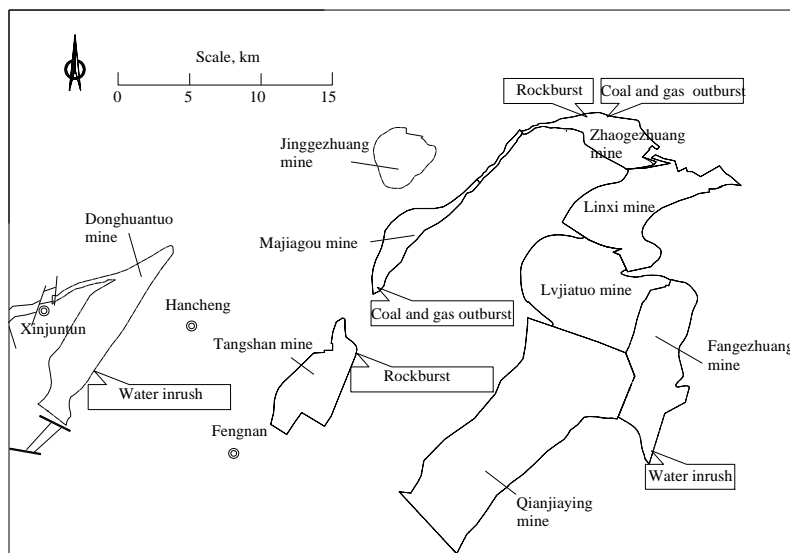 Scale, km
0
5
10
15
Rockburst
Coal and gas outburst
Zhaogezhuang
mine
Jinggezhuang
mine
Linxi mine
Donghuantuo
mine
Majiagou mine
Lvjiatuo mine
Hancheng
Coal and gas outburst
Xinjuntun
Tangshan mine
Fangezhuang
mine
Rockburst
Water inrush
Fengnan
Water inrush
Qianjiaying
mine